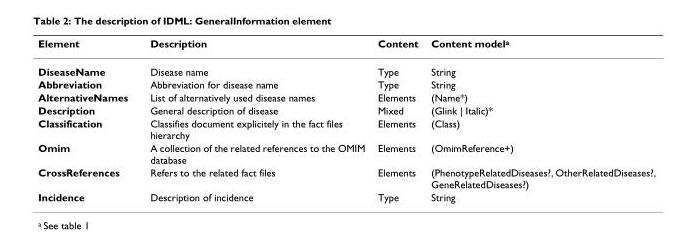 Table 2: The description of IDML: GeneralInformation element
Element Description Content Content modelᵃ
DiseaseName Disease name Type String
Abbreviation Abbreviation for disease name Type String
AlternativeNames List of alternatively used disease names Elements (Name*)
Description General description of disease Mixed (Glink | Italic)*
Classification Classifies document explicitly in the fact files Elements (Class)
hierarchy
Omim A collection of the related references to the OMIM Elements (OmimReference+)
database
CrossReferences Refers to the related fact files Elements (PhenotypeRelatedDiseases?, OtherRelatedDiseases?,
GeneRelatedDiseases?)
Incidence Description of incidence Type String
ᵃ See table 1